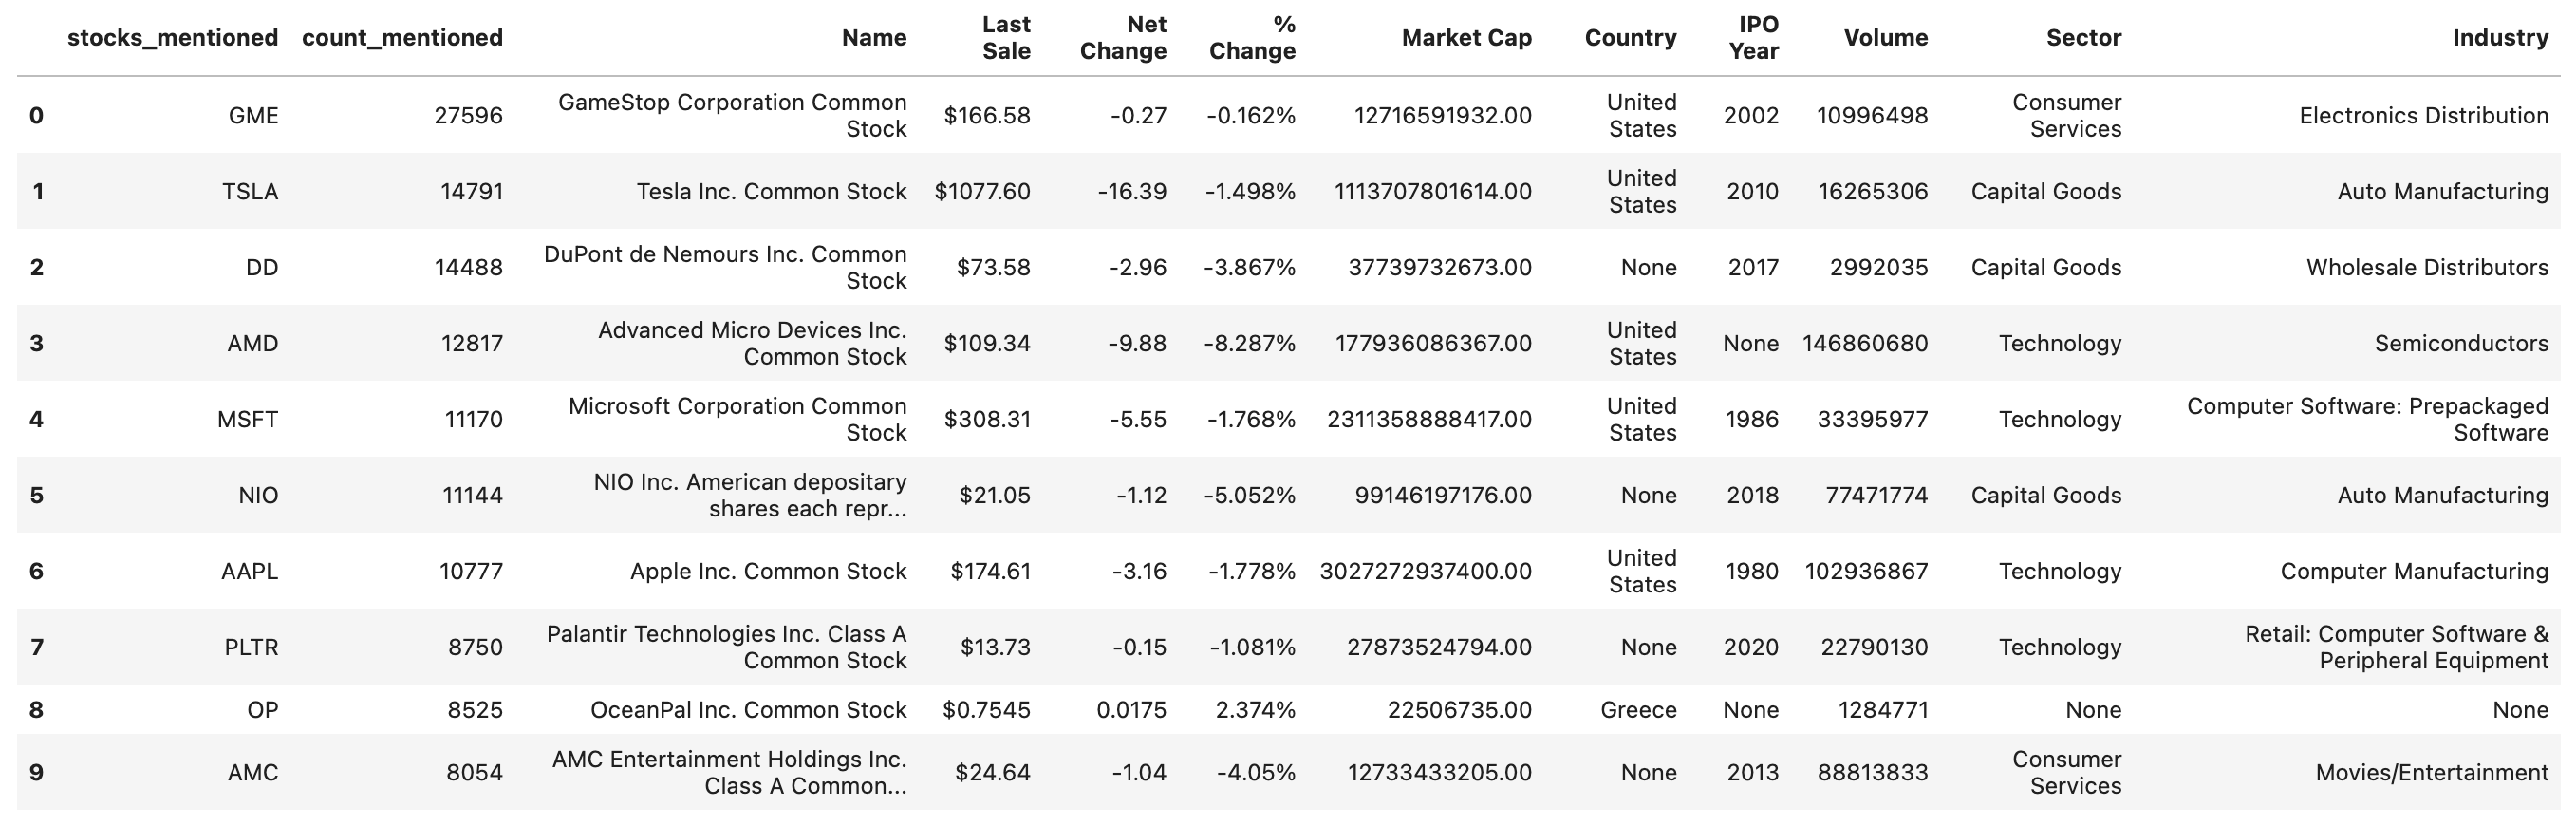 stocks_mentioned count_mentioned Name Last Sale Net Change % Change Market Cap Country IPO Year Volume Sector Industry
0 GME 27596 GameStop Corporation Common Stock $166.58 -0.27 -0.162% 12716591932.00 United States 2002 10996498 Consumer Services Electronics Distribution
1 TSLA 14791 Tesla Inc. Common Stock $1077.60 -16.39 -1.498% 1113707801614.00 United States 2010 16265306 Capital Goods Auto Manufacturing
2 DD 14488 DuPont de Nemours Inc. Common Stock $73.58 -2.96 -3.867% 37739732673.00 None 2017 2992035 Capital Goods Wholesale Distributors
3 AMD 12817 Advanced Micro Devices Inc. Common Stock $109.34 -9.88 -8.287% 177936086367.00 United States None 146860680 Technology Semiconductors
4 MSFT 11170 Microsoft Corporation Common Stock $308.31 -5.55 -1.768% 2311358888417.00 United States 1986 33395977 Technology Computer Software: Prepackaged Software
5 NIO 11144 NIO Inc. American depositary shares each repr... $21.05 -1.12 -5.052% 99146197176.00 None 2018 77471774 Capital Goods Auto Manufacturing
6 AAPL 10777 Apple Inc. Common Stock $174.61 -3.16 -1.778% 3027272937400.00 United States 1980 102936867 Technology Computer Manufacturing
7 PLTR 8750 Palantir Technologies Inc. Class A Common Stock $13.73 -0.15 -1.081% 27873524794.00 None 2020 22790130 Technology Retail: Computer Software & Peripheral Equipment
8 OP 8525 OceanPal Inc. Common Stock $0.7545 0.0175 2.374% 22506735.00 Greece None 1284771 None None
9 AMC 8054 AMC Entertainment Holdings Inc. Class A Common... $24.64 -1.04 -4.05% 12733433205.00 None 2013 88813833 Consumer Services Movies/Entertainment